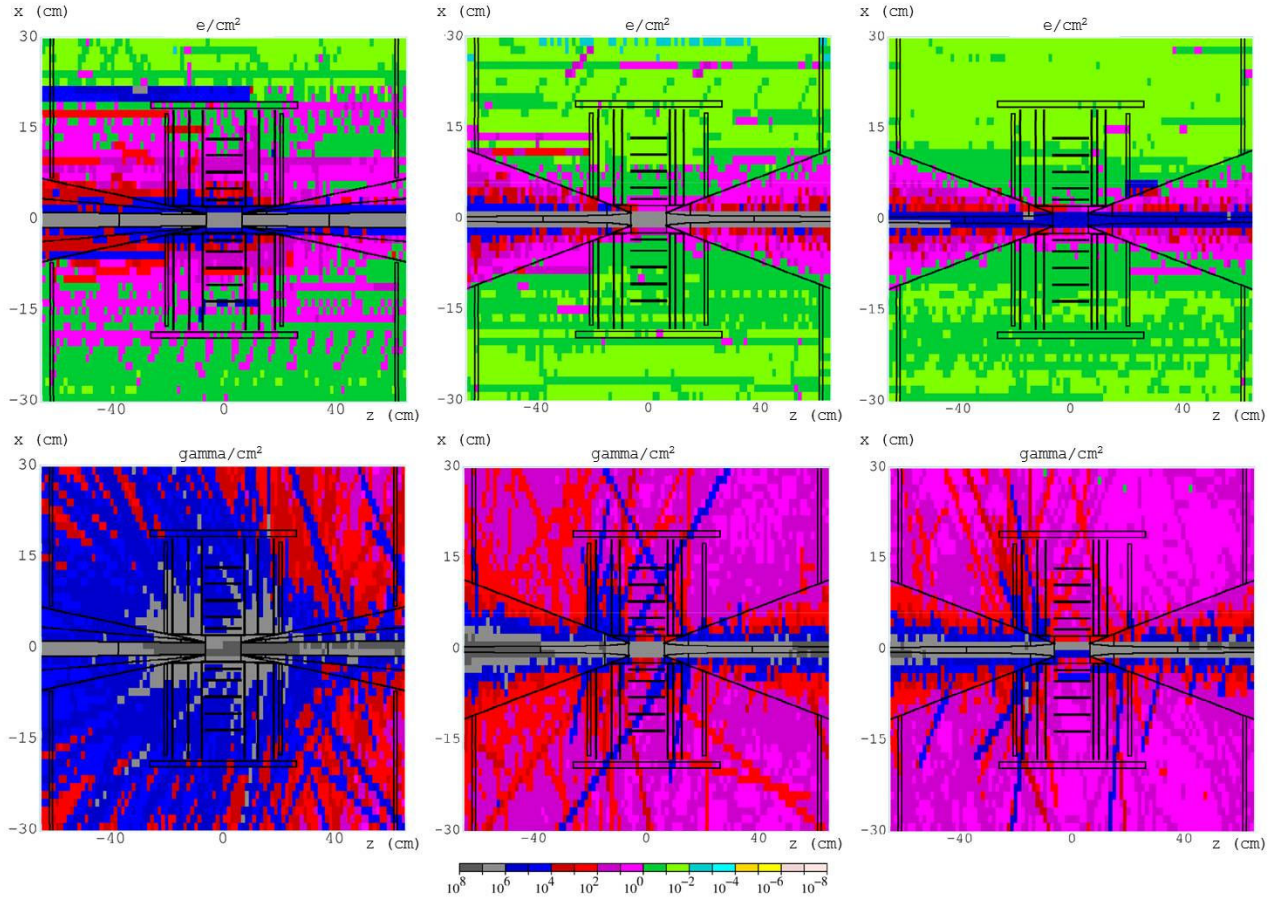 x (cm) x (cm) x (cm)
e/cm² e/cm² e/cm²
30 30 30
15 15 15
0 0 0
-15 -15 -15
-30 -30 -30
-40 0 40 -40 0 40 -40 0 40
z (cm) z (cm) z (cm)
x (cm) x (cm) x (cm)
gamma/cm² gamma/cm² gamma/cm²
30 30 30
15 15 15
0 0 0
-15 -15 -15
-30 -30 -30
-40 0 40 z (cm) -40 0 40 z (cm) -40 0 40 z (cm)
10⁸ 10⁶ 10⁴ 10² 10⁰ 10⁻² 10⁻⁴ 10⁻⁶ 10⁻⁸